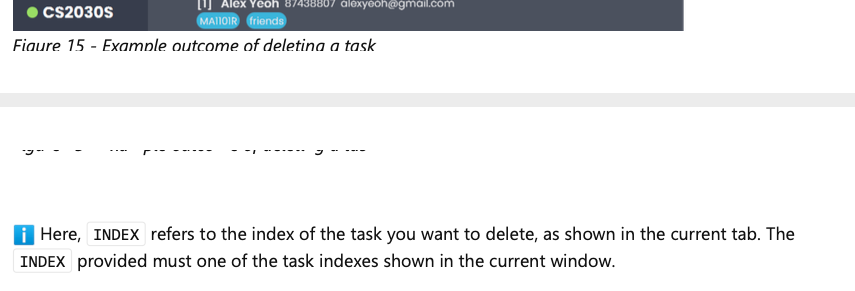 CS2030S
[1] Alex Yeoh 87438807 alexyeoh@gmail.com
MA1101R friends
Figure 15 - Example outcome of deleting a task
Here, INDEX refers to the index of the task you want to delete, as shown in the current tab. The
INDEX provided must one of the task indexes shown in the current window.